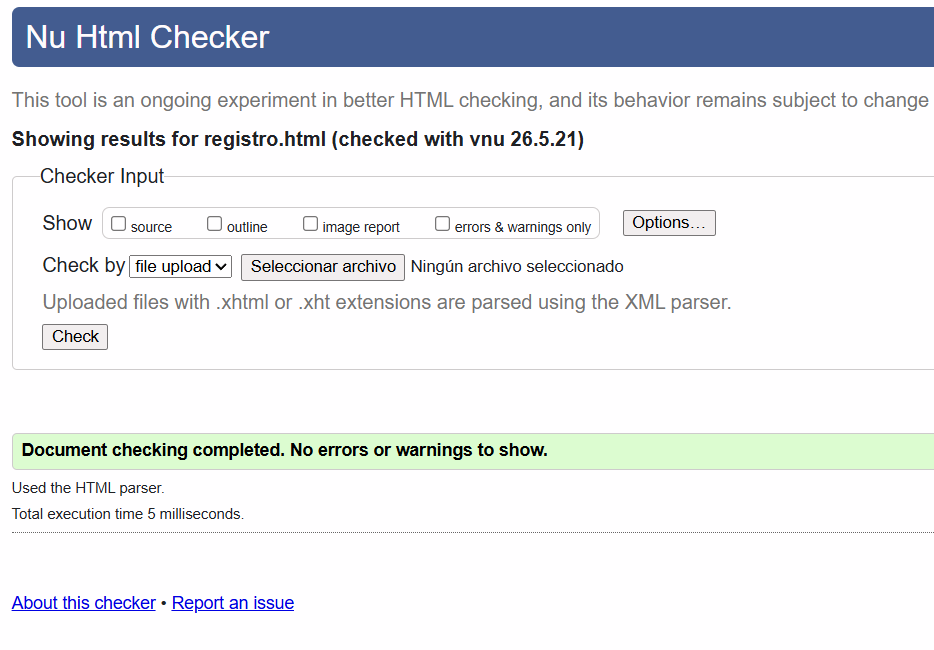 Nu Html Checker
This tool is an ongoing experiment in better HTML checking, and its behavior remains subject to change
Showing results for registro.html (checked with vnu 26.5.21)
Checker Input
Show source outline image report errors & warnings only Options...
Check by file upload Seleccionar archivo Ningún archivo seleccionado
Uploaded files with .xhtml or .xht extensions are parsed using the XML parser.
Check
Document checking completed. No errors or warnings to show.
Used the HTML parser.
Total execution time 5 milliseconds.
About this checker • Report an issue